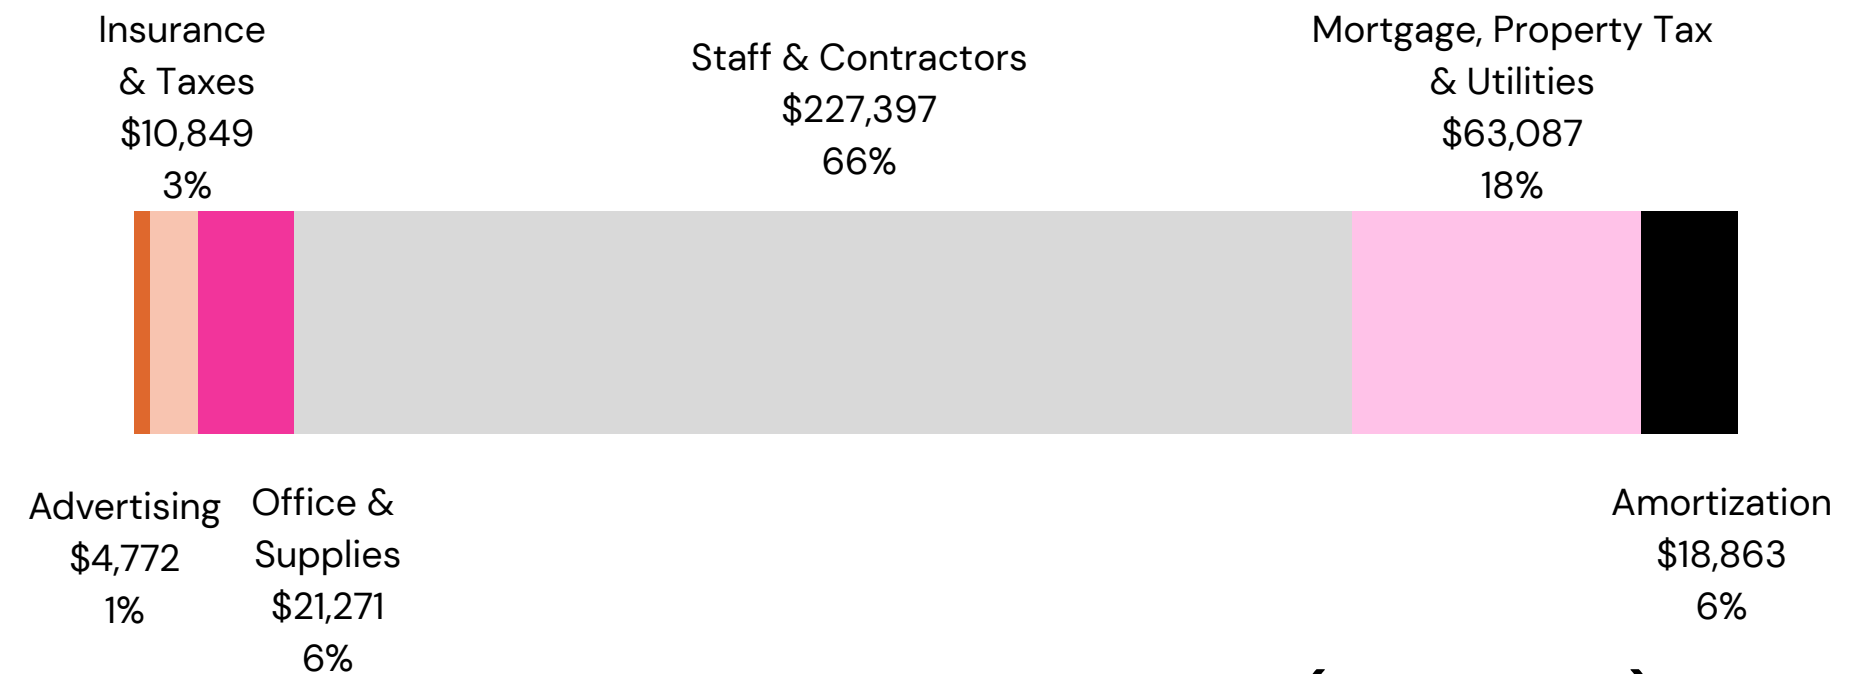 Insurance
& Taxes
$10,849
3%
Staff & Contractors
$227,397
66%
Mortgage, Property Tax
& Utilities
$63,087
18%
Advertising
$4,772
1%
Office &
Supplies
$21,271
6%
Amortization
$18,863
6%